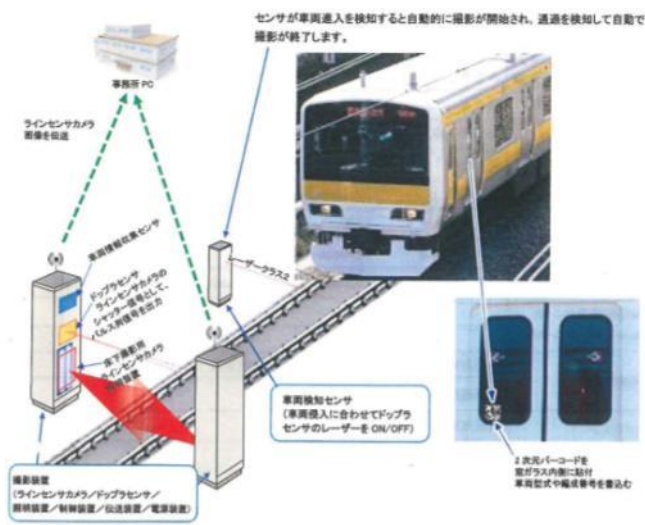 センサが車両進入を検知すると自動的に撮影が開始され、通過を検知して自動で
撮影が終了します。
事務所 PC
ラインセンサカメラ
画像を伝送
車両情報収集センサ
ドップラセンサ
ラインセンサカメラの
シャッター信号として、
パルス列信号を出力
レーザークラス2
床下撮影用
ラインセンサカメラ
照明装置
車両検知センサ
(車両侵入に合わせてドップラ
センサのレーザーを ON/OFF)
撮影装置
(ラインセンサカメラ/ドップラセンサ/
照明装置/制御装置/伝送装置/電源装置)
2 次元バーコードを
窓ガラス内側に貼付
車両型式や編成番号を書込む